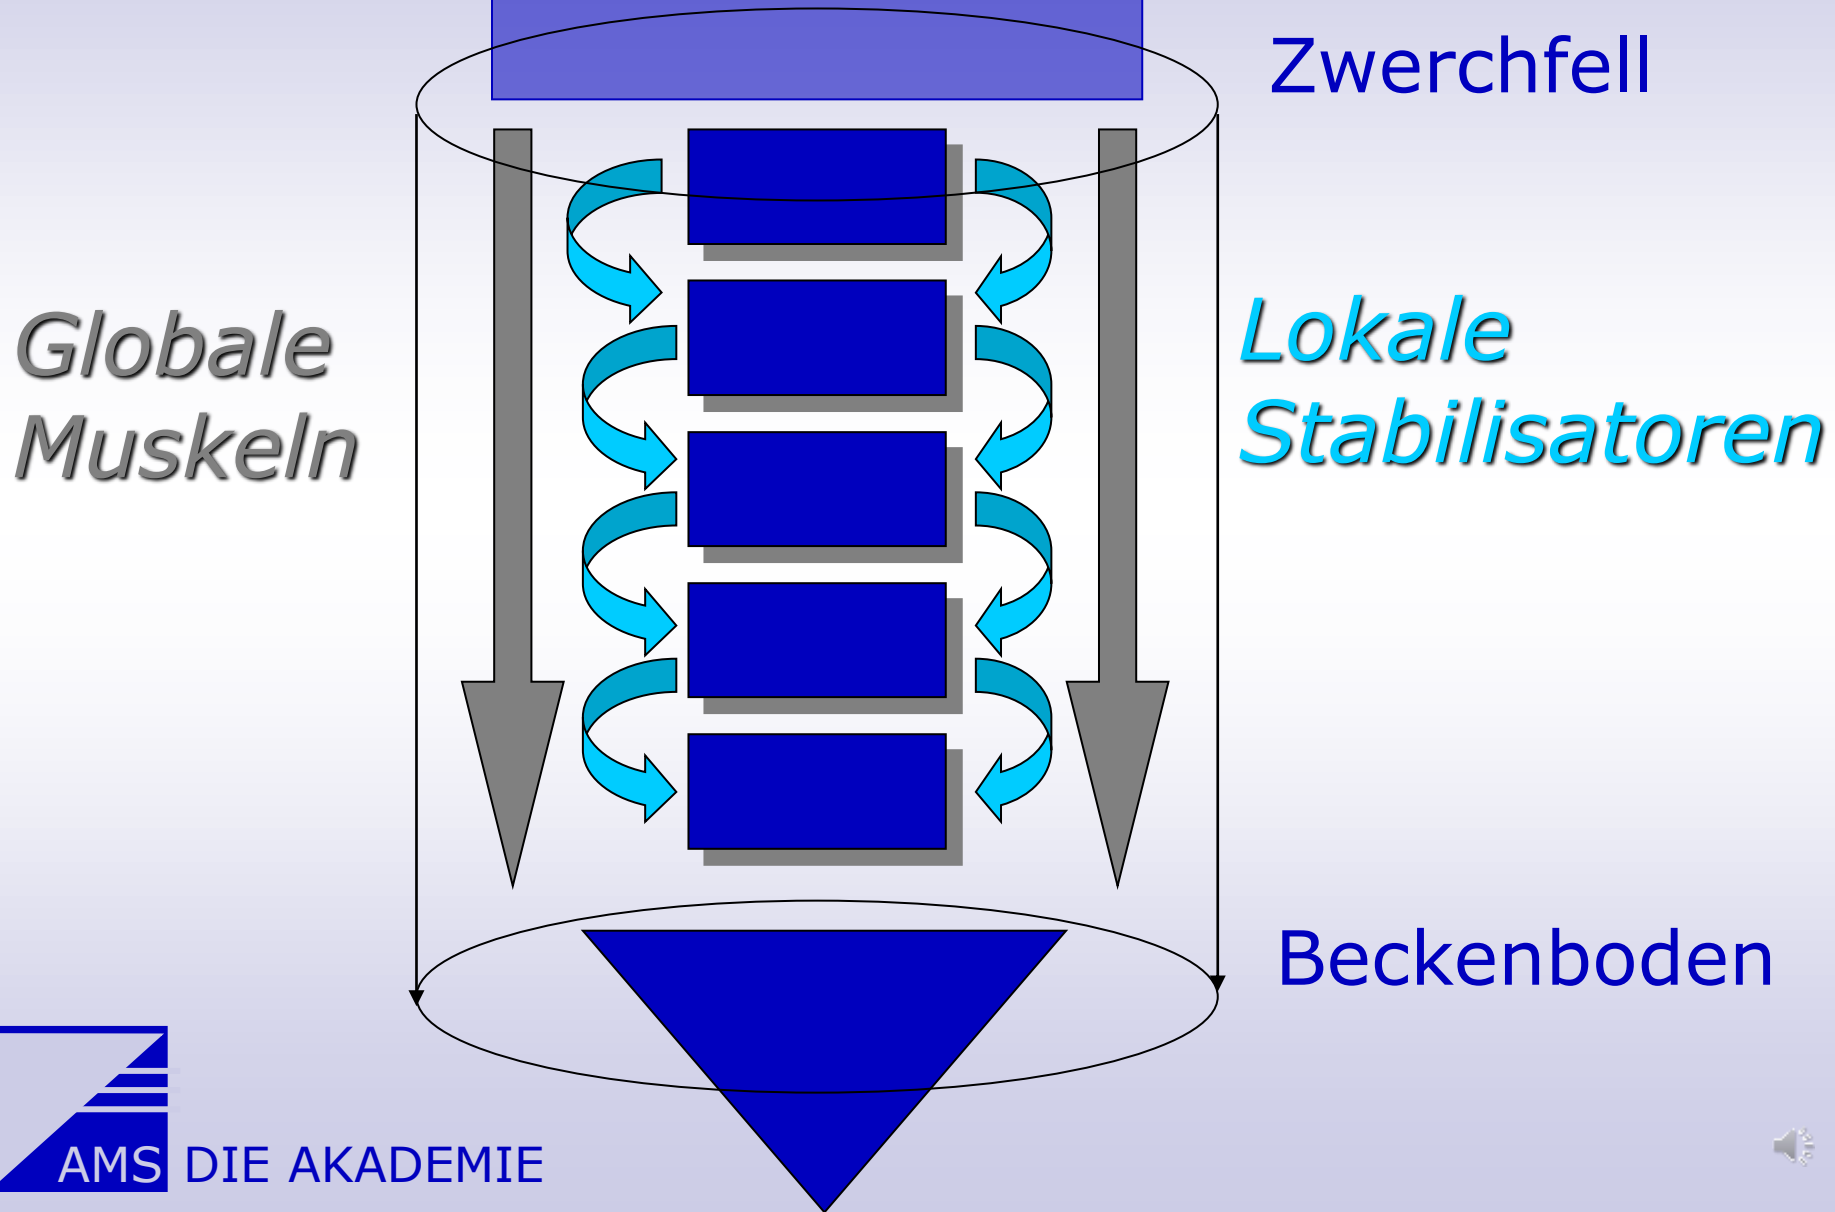 Zwerchfell
Globale
Muskeln
Lokale
Stabilisatoren
Beckenboden
AMS DIE AKADEMIE